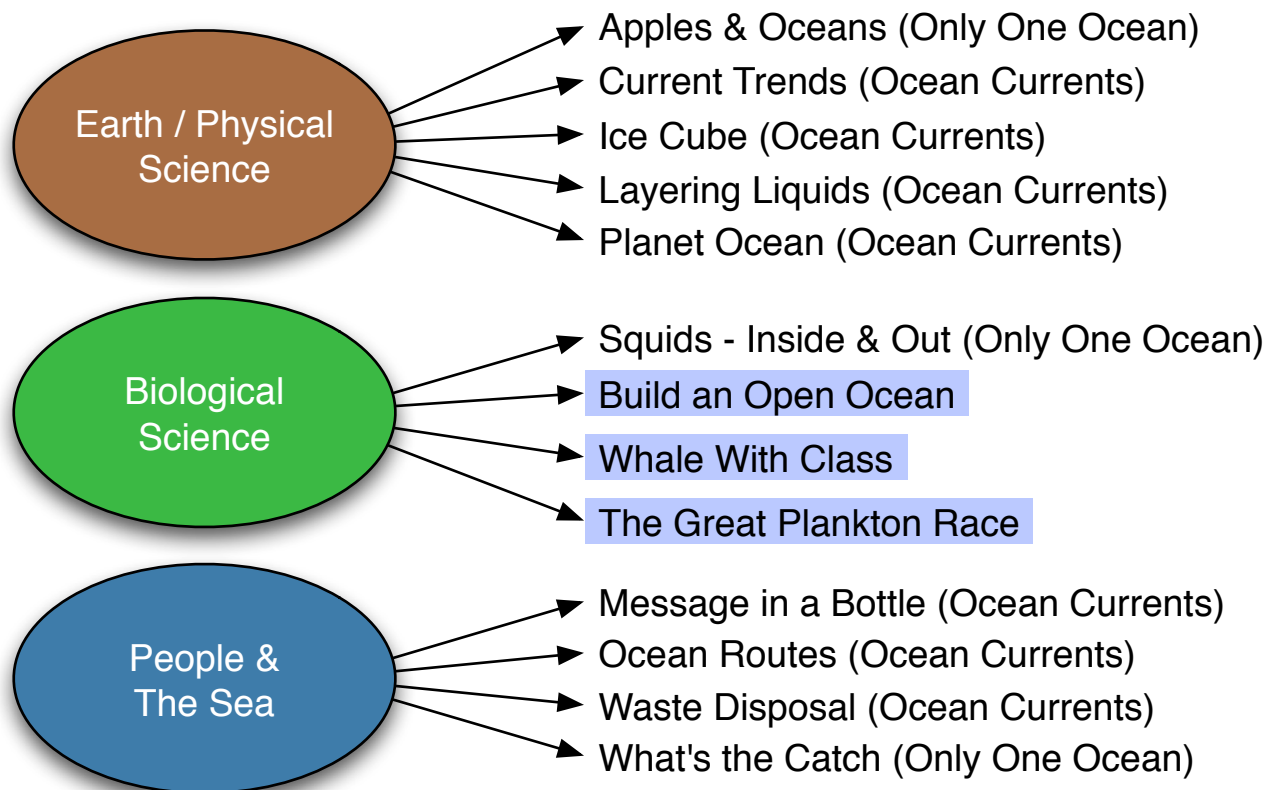 Earth / Physical
Science
Apples & Oceans (Only One Ocean)
Current Trends (Ocean Currents)
Ice Cube (Ocean Currents)
Layering Liquids (Ocean Currents)
Planet Ocean (Ocean Currents)
Biological
Science
Squids - Inside & Out (Only One Ocean)
Build an Open Ocean
Whale With Class
The Great Plankton Race
People &
The Sea
Message in a Bottle (Ocean Currents)
Ocean Routes (Ocean Currents)
Waste Disposal (Ocean Currents)
What's the Catch (Only One Ocean)